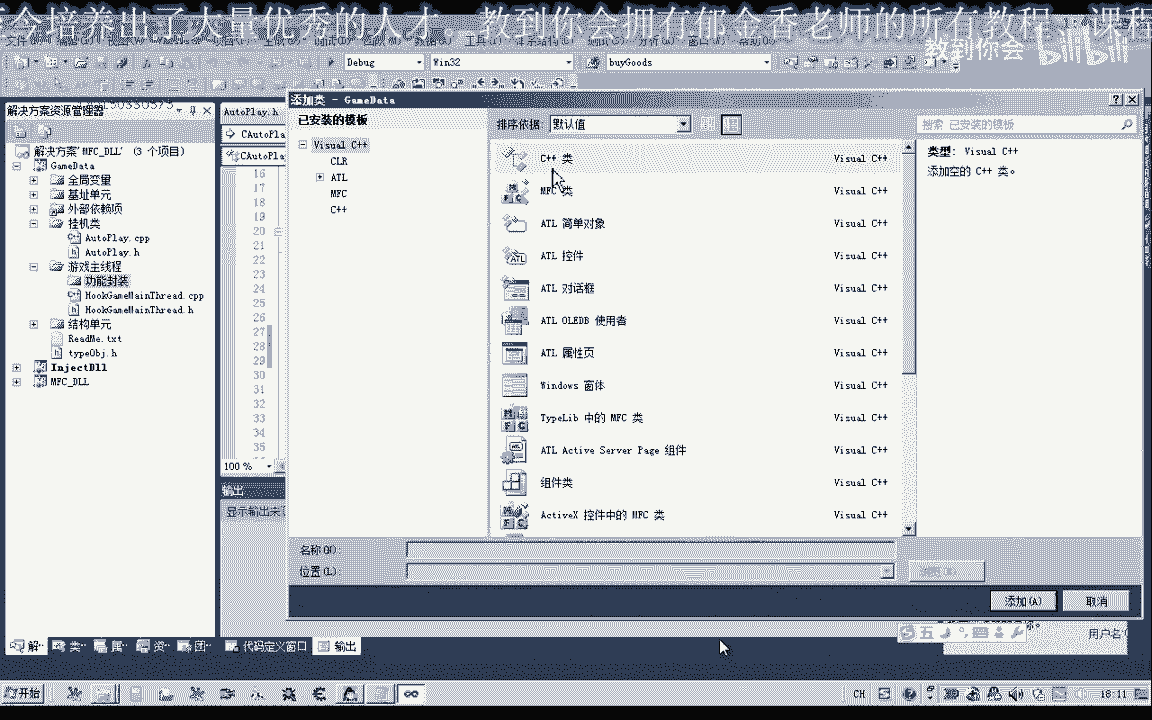 今培养出了大量优秀的人才。教到你会拥有郁金香老师的所有教程、课程
教到你会 bilibili
Debug Win32 buyGoods
解决方案资源管理器
解决方案"MFC_DLL" (3 个项目)
GameData
全局变量
基址单元
外部依赖项
挂机类
AutoPlay.cpp
AutoPlay.h
游戏主线程
功能封装
HookGameMainThread.cpp
HookGameMainThread.h
结构单元
ReadMe.txt
typeObj.h
InjectDll
MFC_DLL
AutoPlay.h
CAutoPla
CAutoPla
16
17
18
19
20
21
22
23
24
25
26
27
28
29
30
31
32
33
34
35
100 %
输出
添加类 - GameData
已安装的模板
Visual C++
CLR
ATL
MFC
C++
排序依据: 默认值
搜索 已安装的模板
C++ 类 Visual C++
MFC 类 Visual C++
ATL 简单对象 Visual C++
ATL 控件 Visual C++
ATL 对话框 Visual C++
ATL OLEDB 使用者 Visual C++
ATL 属性页 Visual C++
Windows 窗体 Visual C++
TypeLib 中的 MFC 类 Visual C++
ATL Active Server Page 组件 Visual C++
组件类 Visual C++
ActiveX 控件中的 MFC 类 Visual C++
类型: Visual C++
添加空的 C++ 类。
名称(N):
位置(L):
添加(A) 取消
解·· 类·· 属·· 资·· 团·· 代码定义窗口 输出
五
用户名
开始 CH 18:11